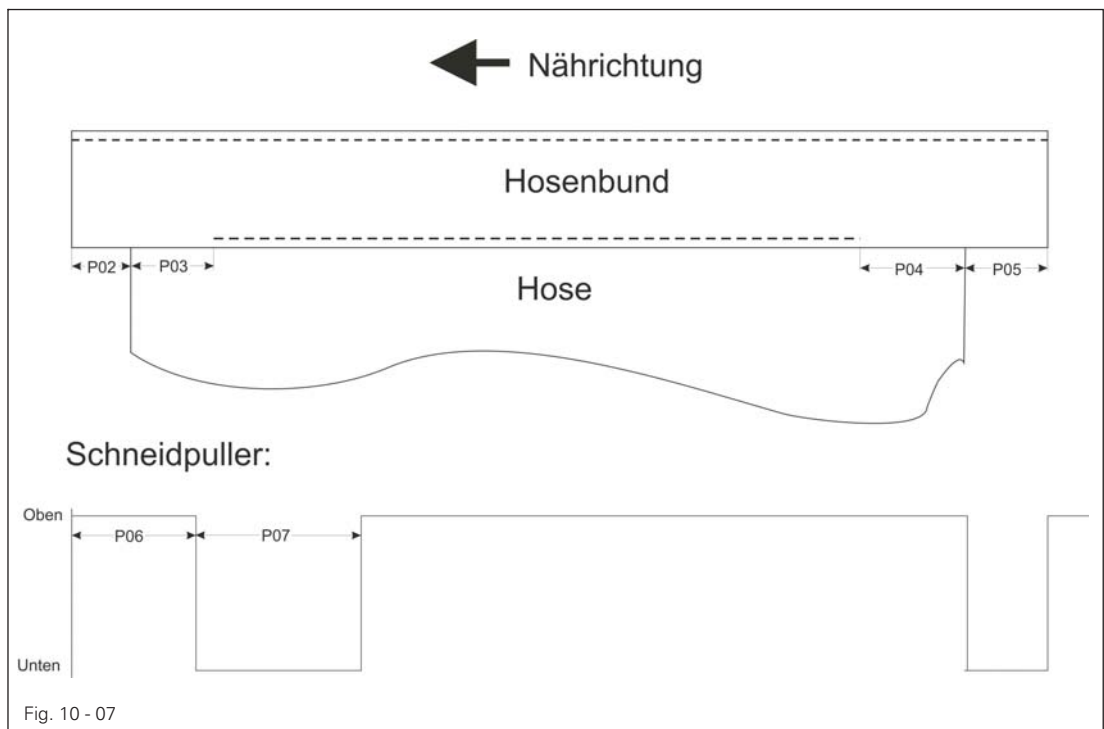 Nährichtung
Hosenbund
P02 P03 P04 P05
Hose
Schneidpuller:
Oben
P06 P07
Unten
Fig. 10 - 07